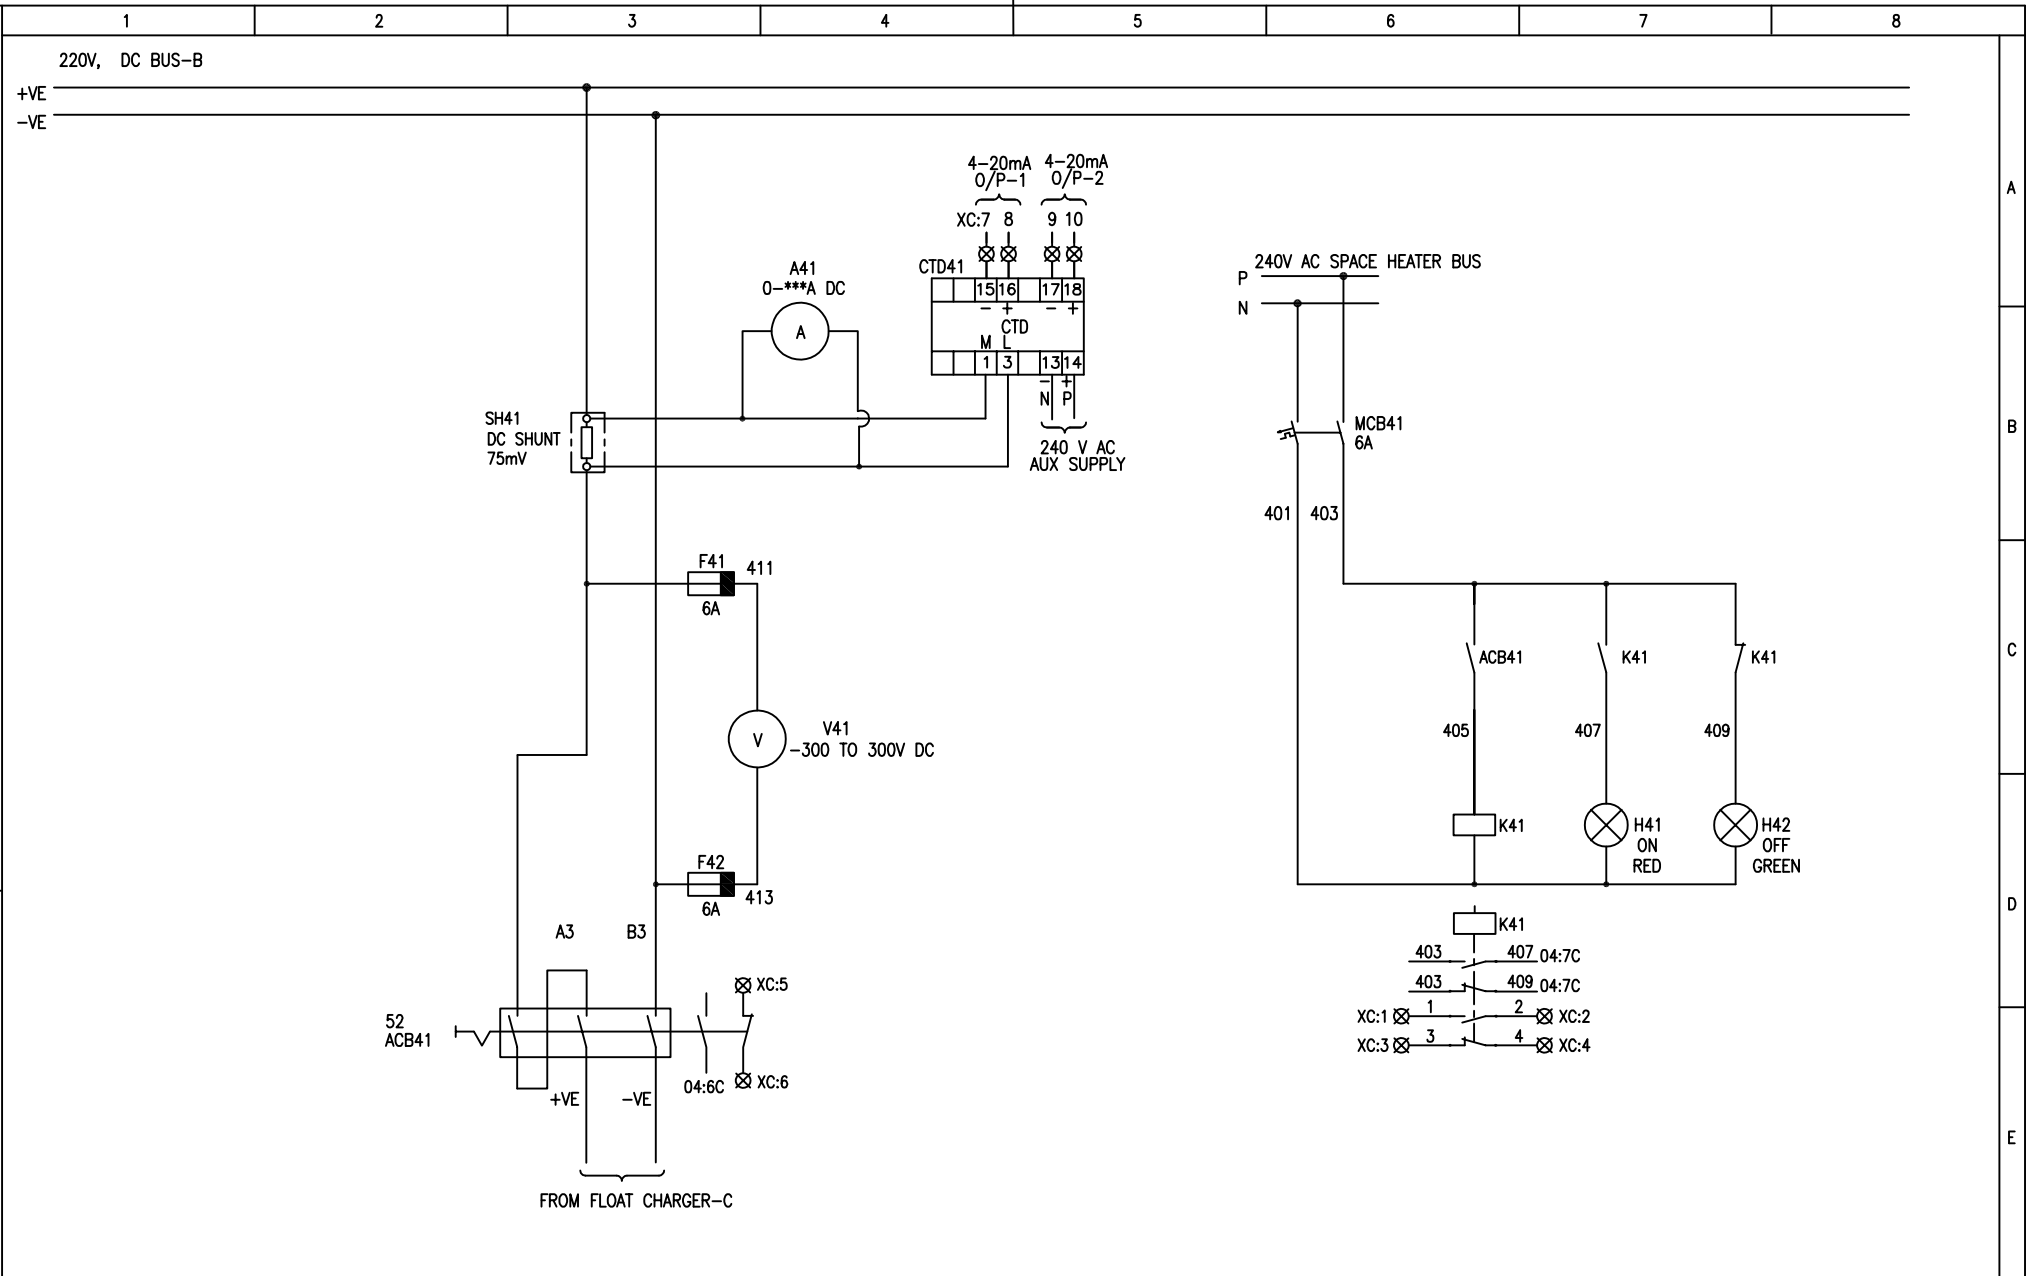 1 2 3 4 5 6 7 8
220V, DC BUS-B
+VE
-VE
A
B
C
D
E
4-20mA
O/P-1
4-20mA
O/P-2
XC:7 8 9 10
CTD41
15 16 17 18
- + - +
CTD
M L
1 3 13 14
- +
N P
240 V AC
AUX SUPPLY
A41
0-***A DC
A
SH41
DC SHUNT
75mV
F41
411
6A
V
V41
-300 TO 300V DC
F42
413
6A
A3 B3
52
ACB41
XC:5
04:6C
XC:6
+VE -VE
FROM FLOAT CHARGER-C
240V AC SPACE HEATER BUS
P
N
MCB41
6A
401 403
ACB41
K41
K41
405
407
409
K41
H41
ON
RED
H42
OFF
GREEN
K41
403 407 04:7C
403 409 04:7C
XC:1 1 2 XC:2
XC:3 3 4 XC:4